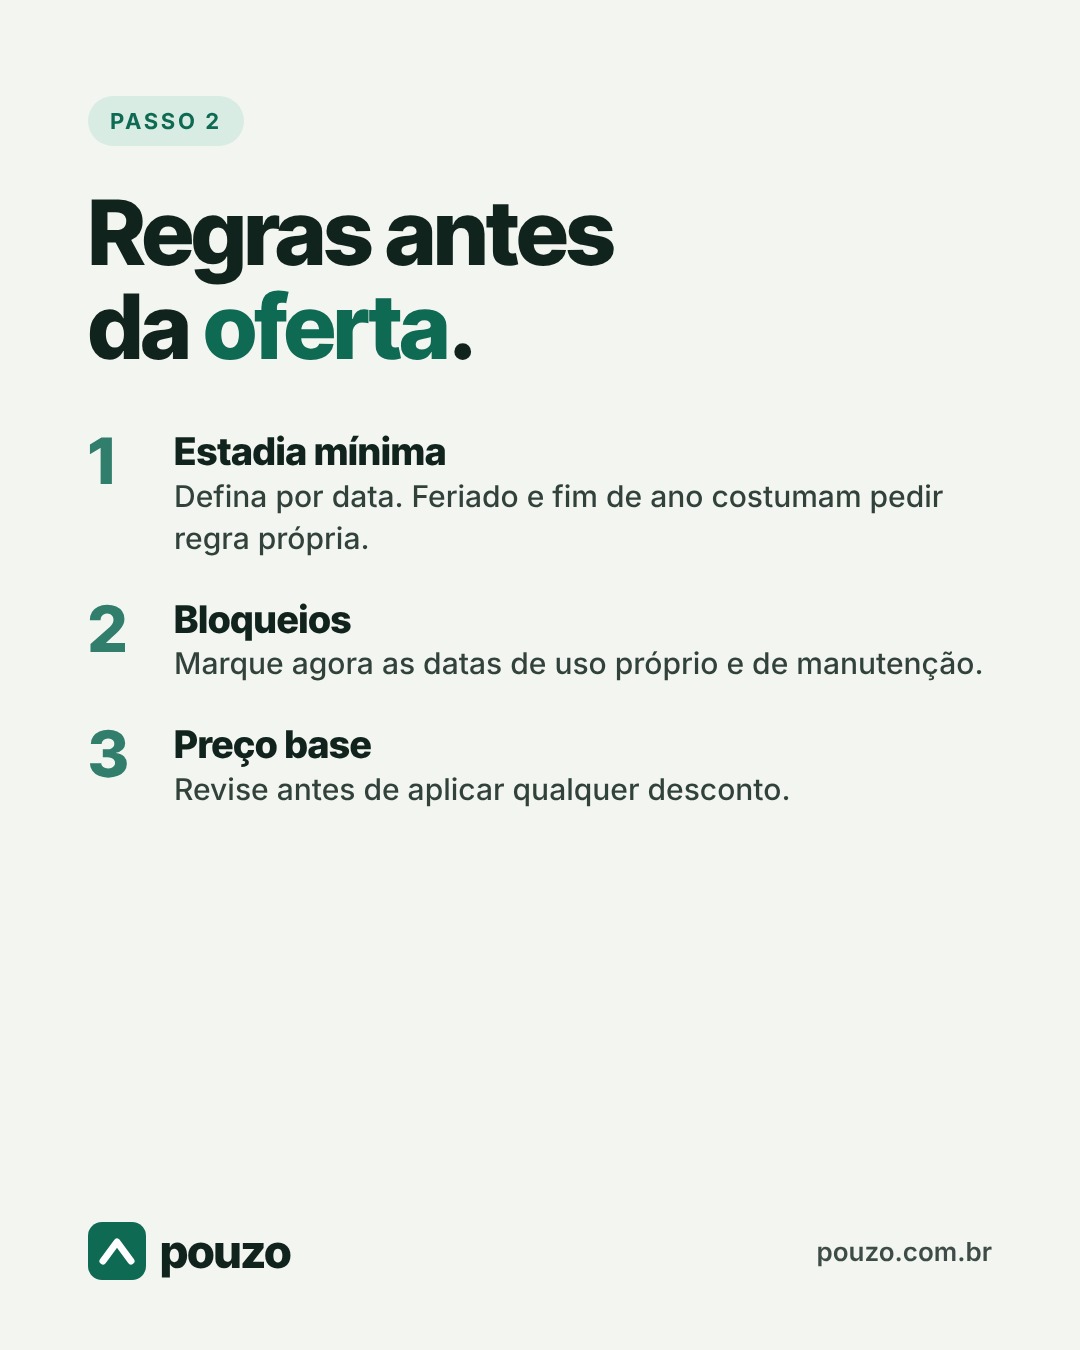 PASSO 2
Regras antes
da oferta.
1
Estadia mínima
Defina por data. Feriado e fim de ano costumam pedir
regra própria.
2
Bloqueios
Marque agora as datas de uso próprio e de manutenção.
3
Preço base
Revise antes de aplicar qualquer desconto.
pouzo
pouzo.com.br